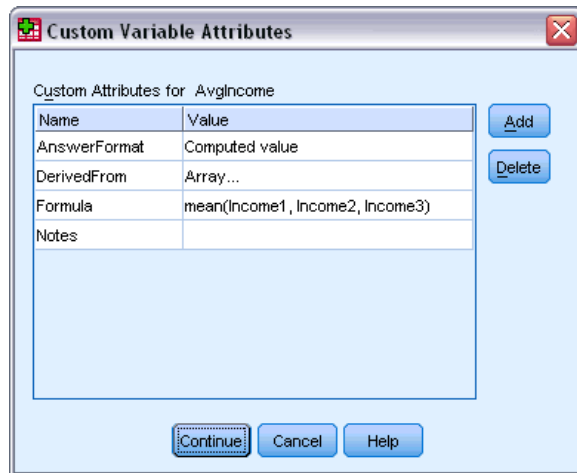 Custom Variable Attributes
Custom Attributes for AvgIncome
Name Value
AnswerFormat Computed value
DerivedFrom Array...
Formula mean(Income1, Income2, Income3)
Notes
Add
Delete
Continue Cancel Help